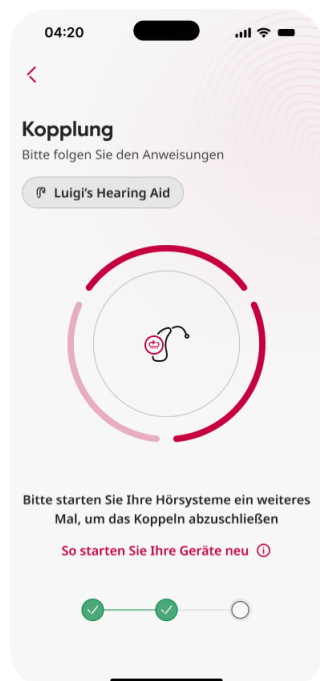 04:20
Kopplung
Bitte folgen Sie den Anweisungen
Luigi's Hearing Aid
Bitte starten Sie Ihre Hörsysteme ein weiteres
Mal, um das Koppeln abzuschließen
So starten Sie Ihre Geräte neu